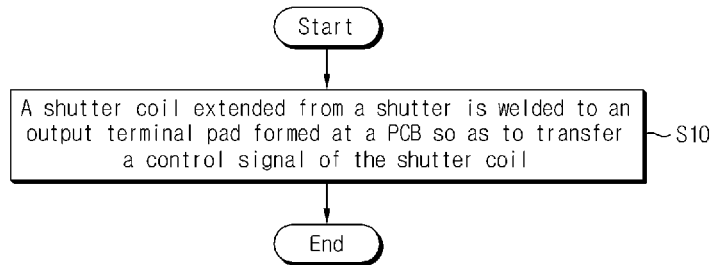 Start
A shutter coil extended from a shutter is welded to an
output terminal pad formed at a PCB so as to transfer
a control signal of the shutter coil
S10
End